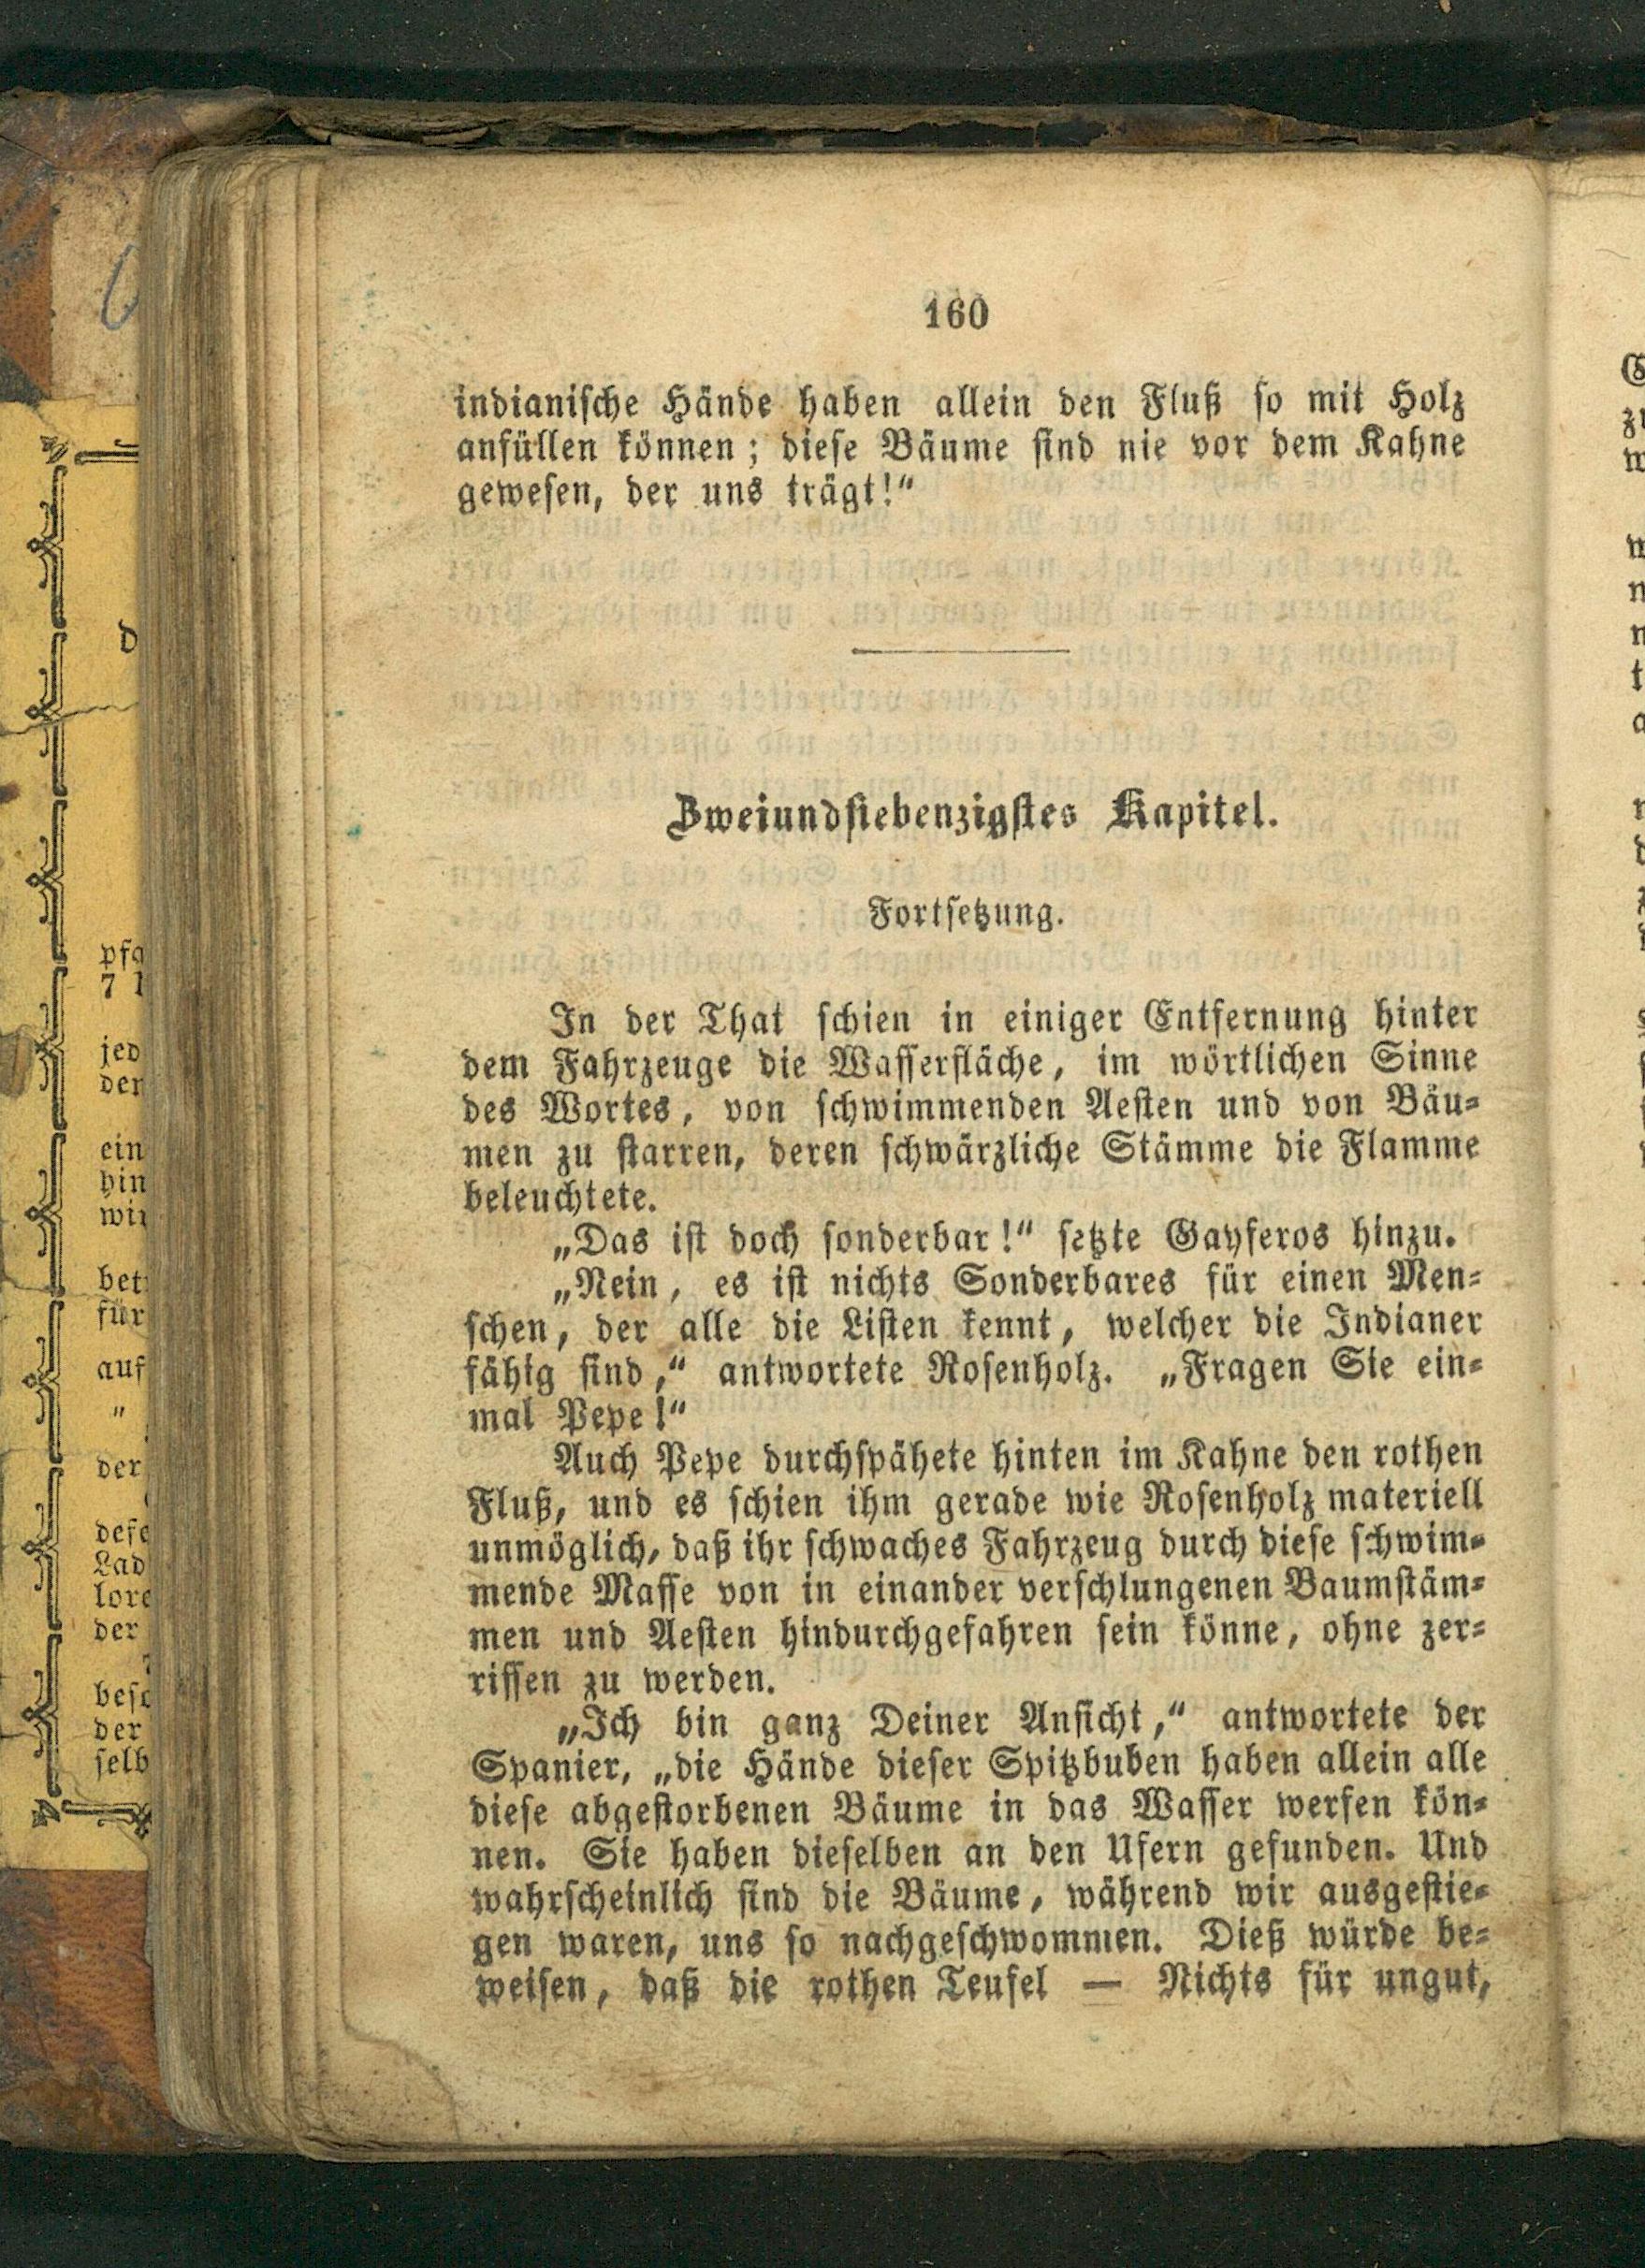 160
indianische Hände haben allein den Fluß so mit Holz
anfüllen können; diese Bäume sind nie vor dem Kahne
gewesen, der uns trägt!“
Zweiundsiebenzigstes Kapitel.
Fortsetzung.
In der That schien in einiger Entfernung hinter
dem Fahrzeuge die Wasserfläche, im wörtlichen Sinne
des Wortes, von schwimmenden Aesten und von Bäu-
men zu starren, deren schwärzliche Stämme die Flamme
beleuchtete.
„Das ist doch sonderbar!“ setzte Gayferos hinzu.
„Nein, es ist nichts Sonderbares für einen Men-
schen, der alle die Listen kennt, welcher die Indianer
fähig sind,“ antwortete Rosenholz. „Fragen Sie ein-
mal Pepe!“
Auch Pepe durchspähete hinten im Kahne den rothen
Fluß, und es schien ihm gerade wie Rosenholz materiell
unmöglich, daß ihr schwaches Fahrzeug durch diese schwim-
mende Masse von in einander verschlungenen Baumstäm-
men und Aesten hindurchgefahren sein könne, ohne zer-
rissen zu werden.
„Ich bin ganz Deiner Ansicht,“ antwortete der
Spanier, „die Hände dieser Spitzbuben haben allein alle
diese abgestorbenen Bäume in das Wasser werfen kön-
nen. Sie haben dieselben an den Ufern gefunden. Und
wahrscheinlich sind die Bäume, während wir ausgestie-
gen waren, uns so nachgeschwommen. Dieß würde be-
weisen, daß die rothen Teufel — Nichts für ungut,